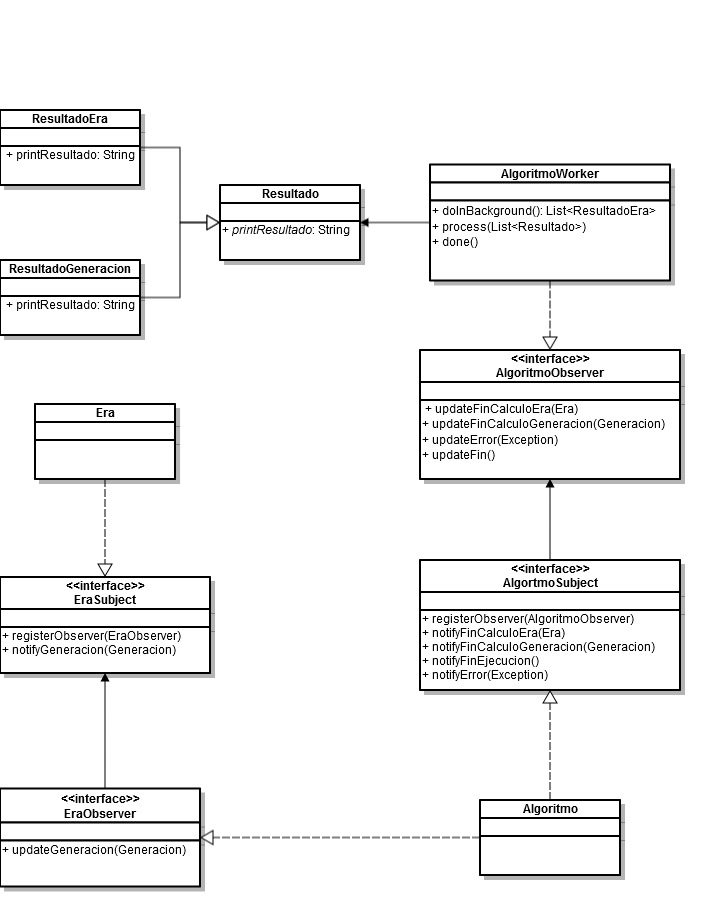 ResultadoEra
+ printResultado: String
Resultado
+ printResultado: String
AlgoritmoWorker
+ doInBackground(): List<ResultadoEra>
+ process(List<Resultado>)
+ done()
ResultadoGeneracion
+ printResultado: String
<<interface>>
AlgoritmoObserver
+ updateFinCalculoEra(Era)
+ updateFinCalculoGeneracion(Generacion)
+ updateError(Exception)
+ updateFin()
Era
<<interface>>
EraSubject
+ registerObserver(EraObserver)
+ notifyGeneracion(Generacion)
<<interface>>
AlgortmoSubject
+ registerObserver(AlgoritmoObserver)
+ notifyFinCalculoEra(Era)
+ notifyFinCalculoGeneracion(Generacion)
+ notifyFinEjecucion()
+ notifyError(Exception)
<<interface>>
EraObserver
+ updateGeneracion(Generacion)
Algoritmo